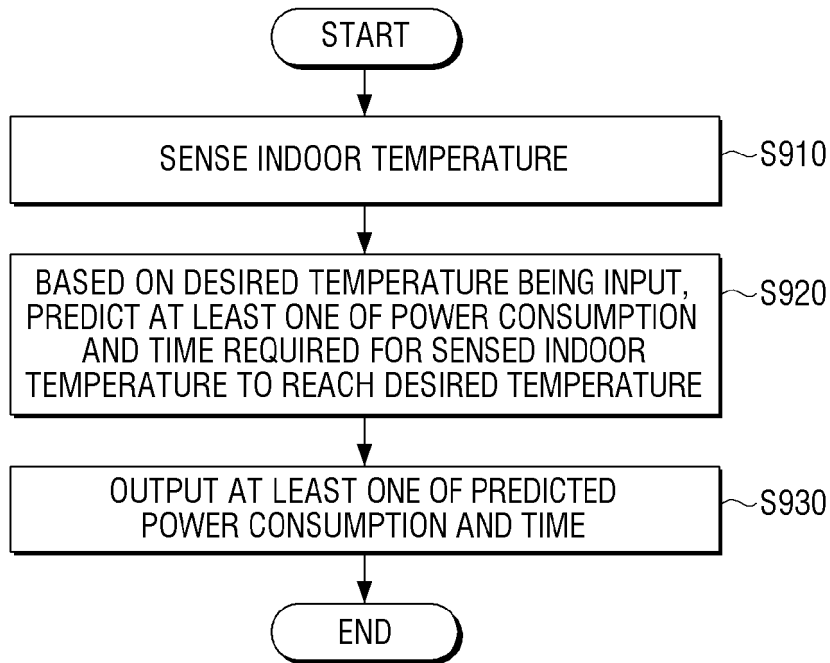 START
SENSE INDOOR TEMPERATURE
S910
BASED ON DESIRED TEMPERATURE BEING INPUT,
PREDICT AT LEAST ONE OF POWER CONSUMPTION
AND TIME REQUIRED FOR SENSED INDOOR
TEMPERATURE TO REACH DESIRED TEMPERATURE
S920
OUTPUT AT LEAST ONE OF PREDICTED
POWER CONSUMPTION AND TIME
S930
END